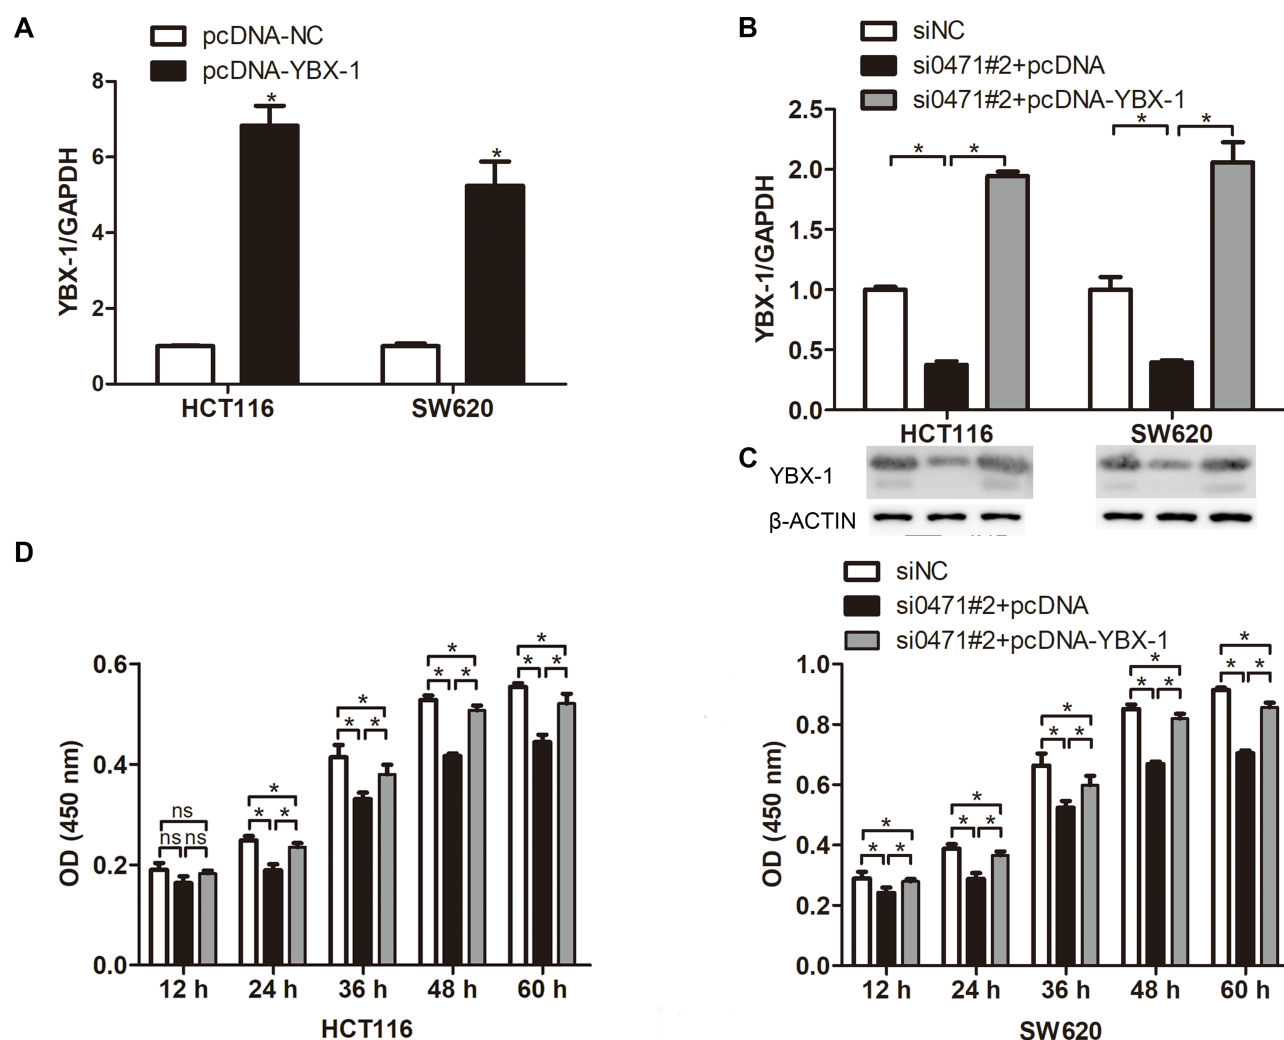 A
pcDNA-NC
pcDNA-YBX-1
YBX-1/GAPDH
8
6
4
2
0
*
*
HCT116
SW620
B
siNC
si0471#2+pcDNA
si0471#2+pcDNA-YBX-1
YBX-1/GAPDH
2.5
2.0
1.5
1.0
0.5
0.0
* *
* *
HCT116
SW620
C
YBX-1
β-ACTIN
D
OD (450 nm)
0.6
0.4
0.2
0.0
ns
ns ns
*
* *
*
* *
*
* *
*
* *
12 h
24 h
36 h
48 h
60 h
HCT116
siNC
si0471#2+pcDNA
si0471#2+pcDNA-YBX-1
OD (450 nm)
1.0
0.8
0.6
0.4
0.2
0.0
*
* *
*
* *
*
* *
*
* *
*
* *
12 h
24 h
36 h
48 h
60 h
SW620